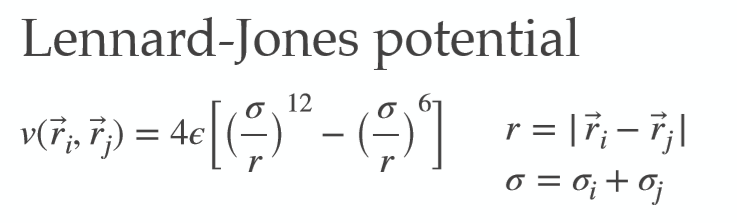 Lennard-Jones potential
v(r⃗ᵢ, r⃗ⱼ) = 4ϵ[(σ/r)¹² − (σ/r)⁶]
r = |r⃗ᵢ − r⃗ⱼ|
σ = σᵢ + σⱼ